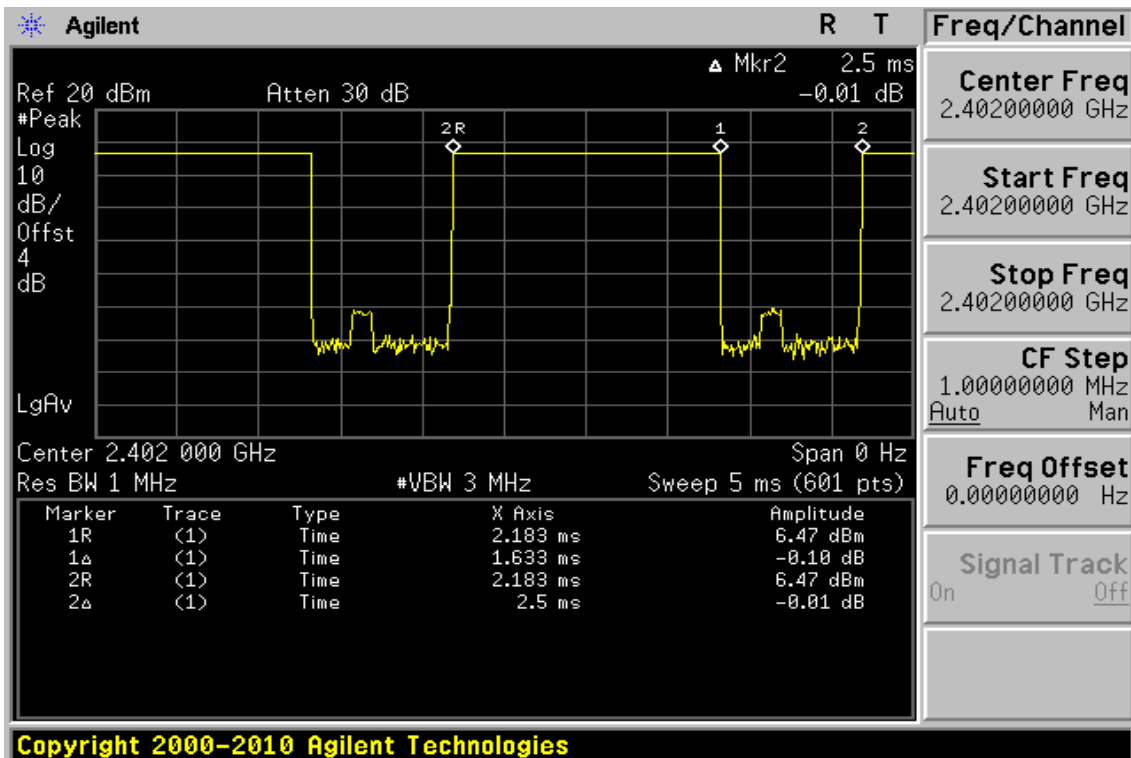 Agilent R T
Freq/Channel
Δ Mkr2 2.5 ms
Ref 20 dBm Atten 30 dB -0.01 dB
#Peak
Log
10
dB/
Offst
4
dB
LgAv
2R 1 2
Center 2.402 000 GHz Span 0 Hz
Res BW 1 MHz #VBW 3 MHz Sweep 5 ms (601 pts)
Marker Trace Type X Axis Amplitude
1R (1) Time 2.183 ms 6.47 dBm
1Δ (1) Time 1.633 ms -0.10 dB
2R (1) Time 2.183 ms 6.47 dBm
2Δ (1) Time 2.5 ms -0.01 dB
Center Freq
2.40200000 GHz
Start Freq
2.40200000 GHz
Stop Freq
2.40200000 GHz
CF Step
1.00000000 MHz
Auto Man
Freq Offset
0.00000000 Hz
Signal Track
On Off
Copyright 2000-2010 Agilent Technologies